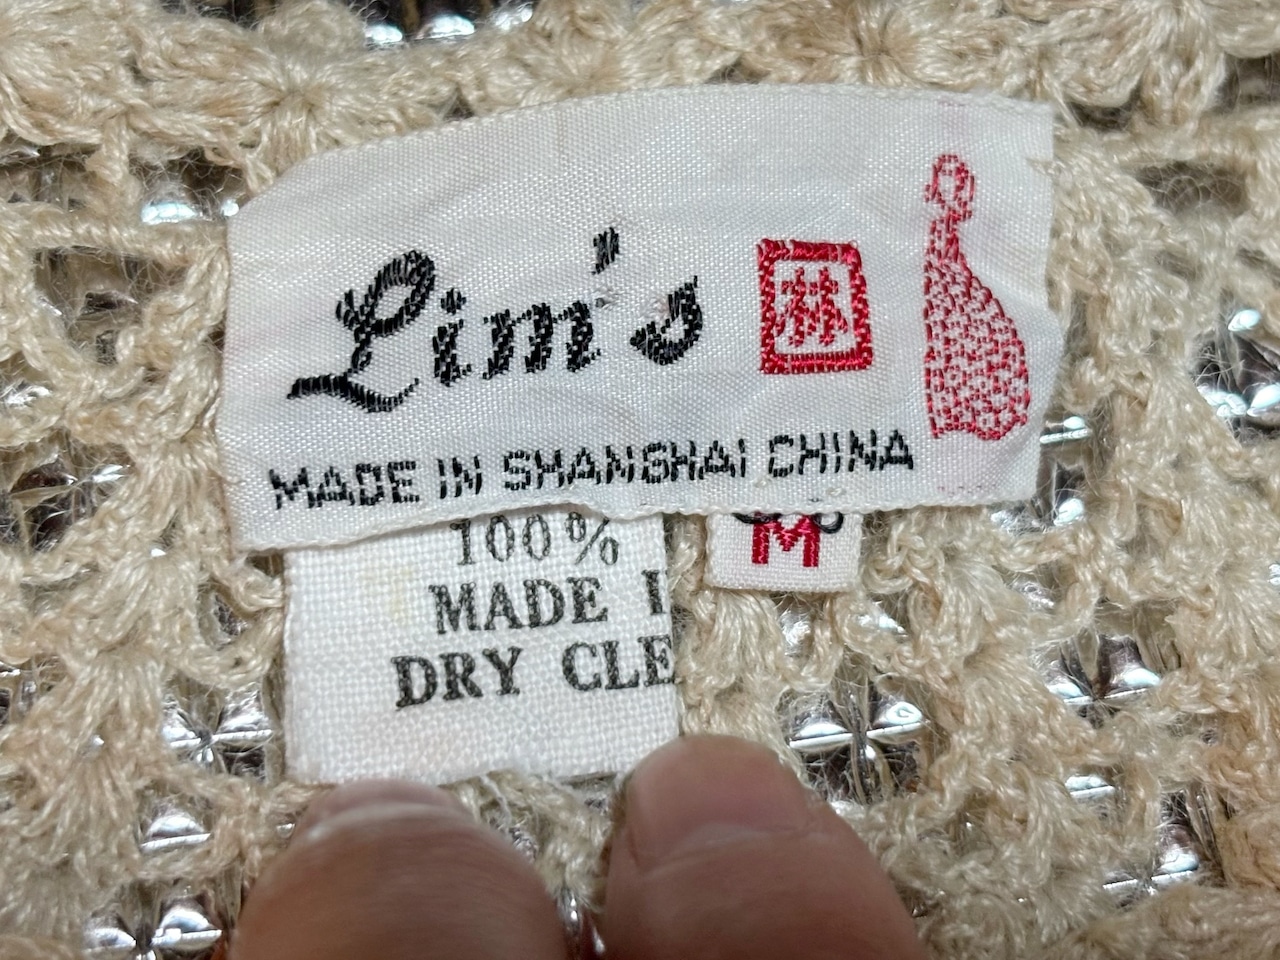 Lim's 林
MADE IN SHANGHAI CHINA
100%
M
MADE I
DRY CLE